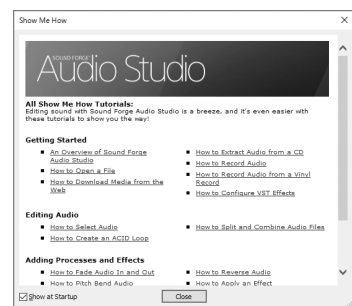 Show Me How
SOUND FORGE
Audio Studio
All Show Me How Tutorials:
Editing sound with Sound Forge Audio Studio is a breeze, and it's even easier with
these tutorials to show you the way!
Getting Started
An Overview of Sound Forge
Audio Studio
How to Open a File
How to Download Media from the
Web
How to Extract Audio from a CD
How to Record Audio
How to Record Audio from a Vinyl
Record
How to Configure VST Effects
Editing Audio
How to Select Audio
How to Create an ACID Loop
How to Split and Combine Audio Files
Adding Processes and Effects
How to Fade Audio In and Out
How to Pitch Bend Audio
How to Reverse Audio
How to Apply an Effect
Show at Startup
Close